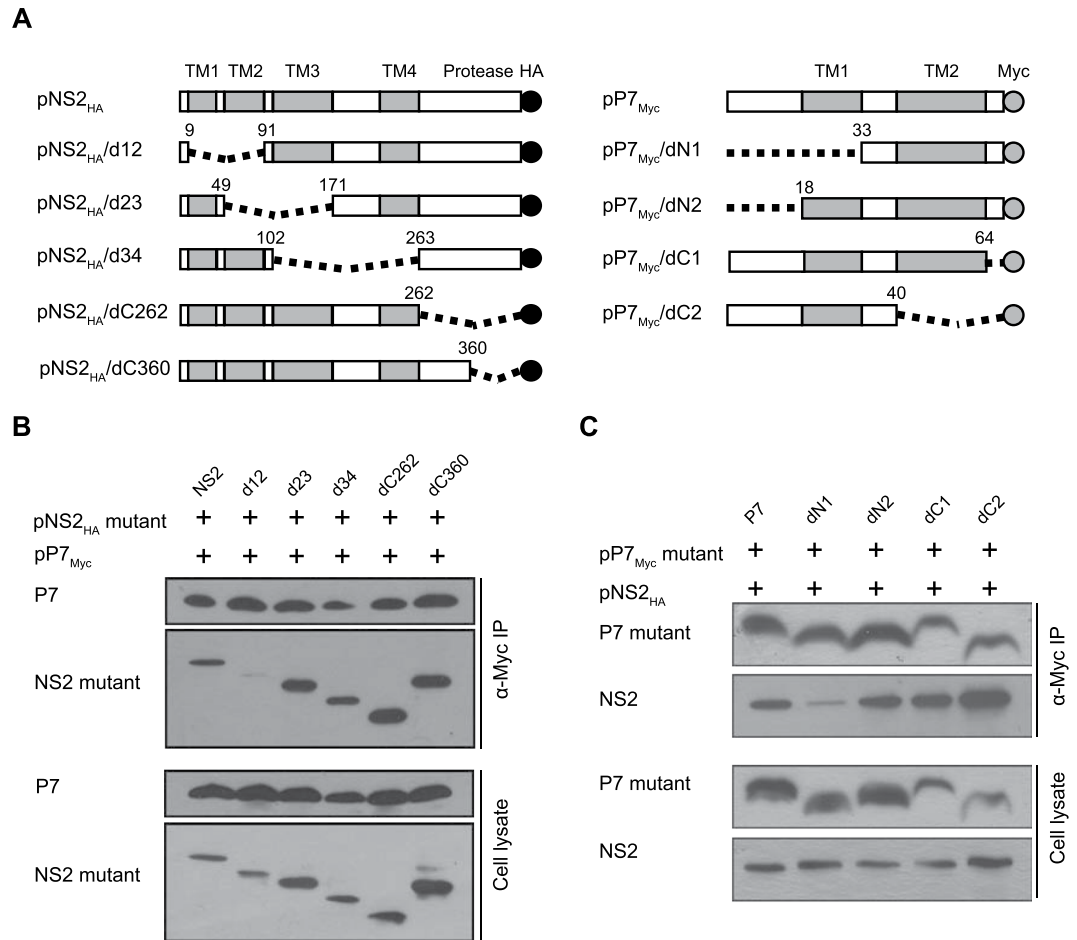 A
TM1 TM2 TM3 TM4 Protease HA
pNS2HA
9 91
pNS2HA/d12
49 171
pNS2HA/d23
102 263
pNS2HA/d34
262
pNS2HA/dC262
360
pNS2HA/dC360
TM1 TM2 Myc
pP7Myc
33
pP7Myc/dN1
18
pP7Myc/dN2
64
pP7Myc/dC1
40
pP7Myc/dC2
B
NS2 d12 d23 d34 dC262 dC360
pNS2HA mutant + + + + + +
pP7Myc + + + + + +
P7
NS2 mutant
α-Myc IP
P7
NS2 mutant
Cell lysate
C
P7 dN1 dN2 dC1 dC2
pP7Myc mutant + + + + +
pNS2HA + + + + +
P7 mutant
NS2
α-Myc IP
P7 mutant
NS2
Cell lysate